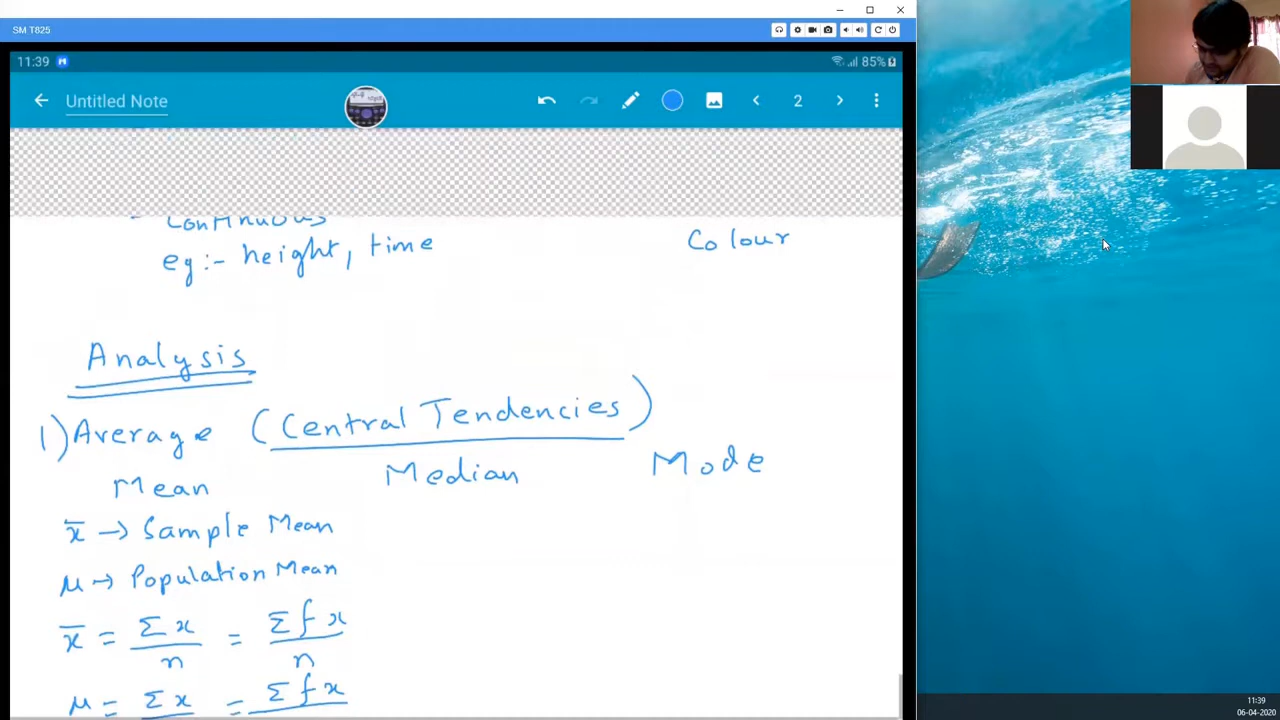 SM T825
11:39
85%
Untitled Note
2
Continuous
eg:- height, time
Colour
Analysis
1) Average (Central Tendencies)
Mean Median Mode
x̄ → Sample Mean
μ → Population Mean
x̄ = Σx / n = Σfx / n
μ = Σx = Σfx
11:39
06-04-2020